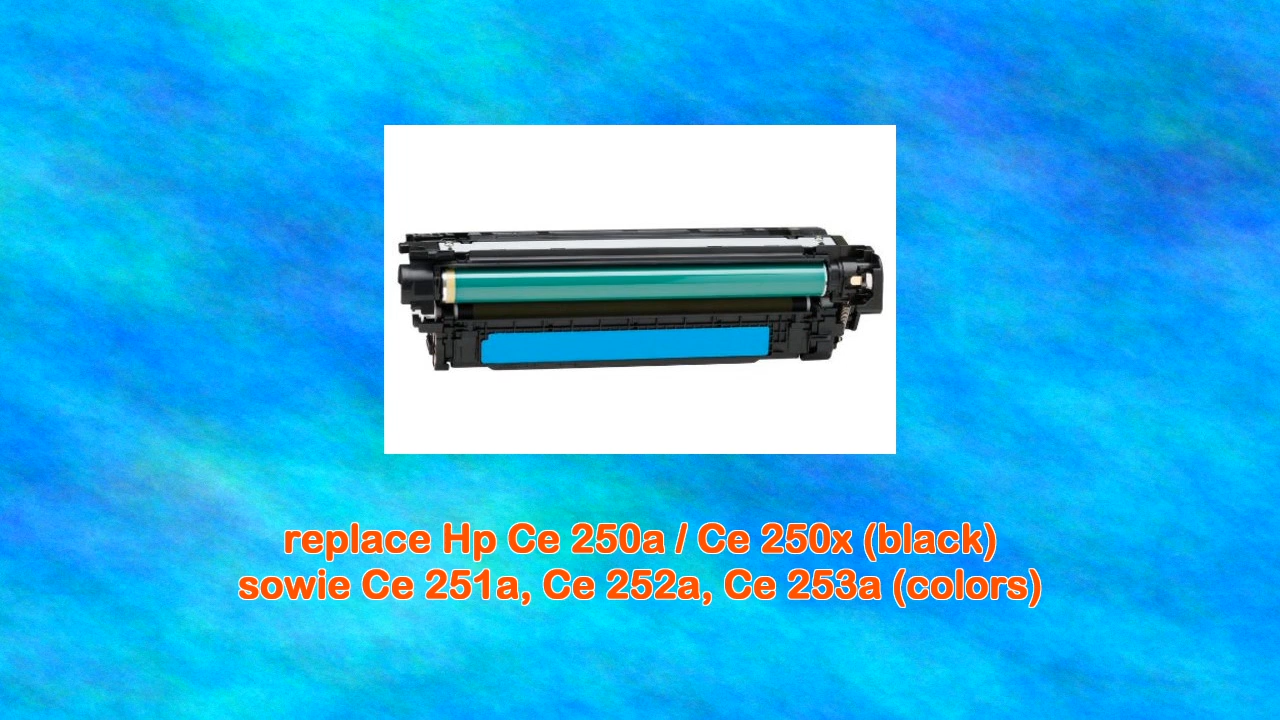 replace Hp Ce 250a / Ce 250x (black)
sowie Ce 251a, Ce 252a, Ce 253a (colors)